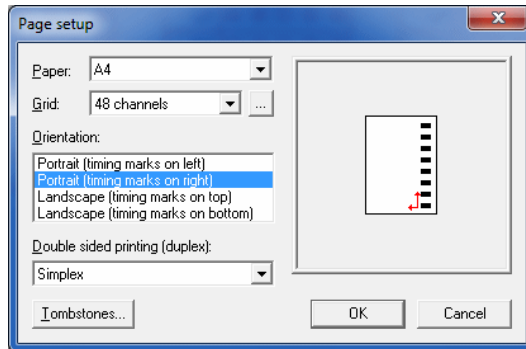 Page setup
Paper: A4
Grid: 48 channels ...
Orientation:
Portrait (timing marks on left)
Portrait (timing marks on right)
Landscape (timing marks on top)
Landscape (timing marks on bottom)
Double sided printing (duplex):
Simplex
Tombstones... OK Cancel